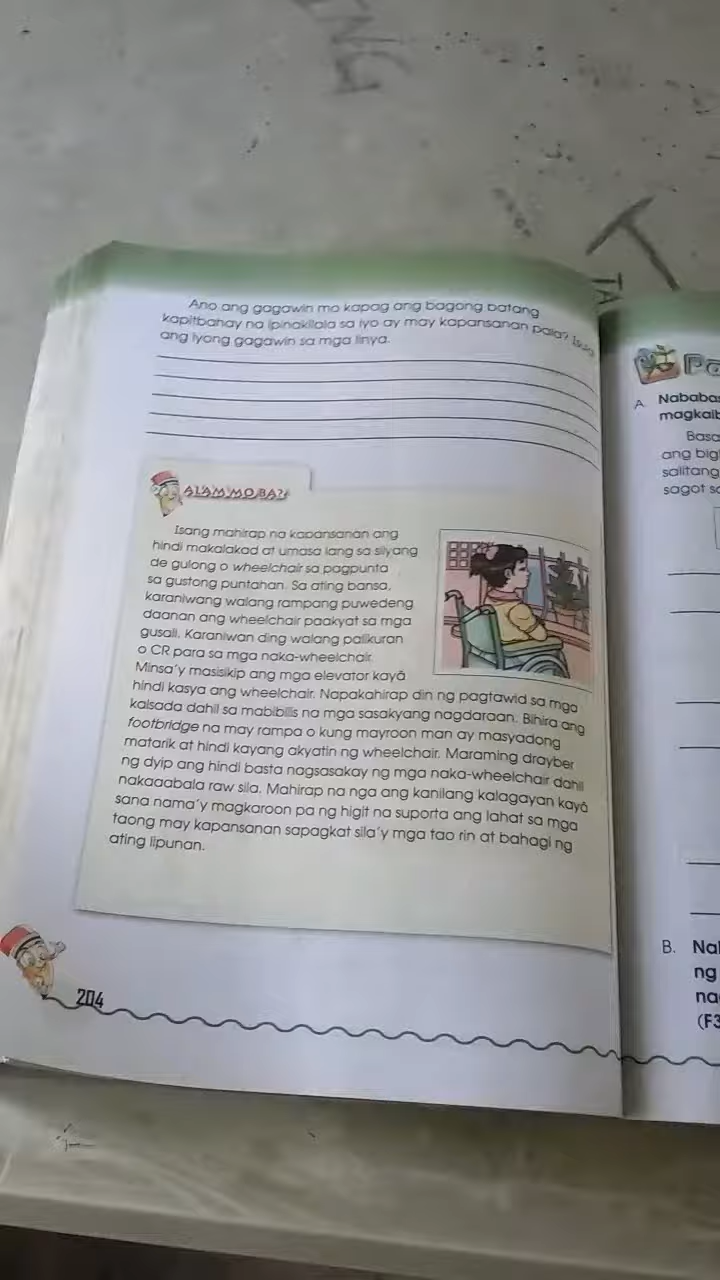 Ano ang gagawin mo kapag ang bagong batang
kapitbahay na ipinakilala sa iyo ay may kapansanan pala? Isulat
ang iyong gagawin sa mga linya.
ALAM MO BA?
Isang mahirap na kapansanan ang
hindi makalakad at umasa lang sa silyang
de gulong o wheelchair sa pagpunta
sa gustong puntahan. Sa ating bansa,
karaniwang walang rampang puwedeng
daanan ang wheelchair paakyat sa mga
gusali. Karaniwan ding walang palikuran
o CR para sa mga naka-wheelchair.
Minsa'y masisikip ang mga elevator kayâ
hindi kasya ang wheelchair. Napakahirap din ng pagtawid sa mga
kalsada dahil sa mabibilis na mga sasakyang nagdaraan. Bihira ang
footbridge na may rampa o kung mayroon man ay masyadong
matarik at hindi kayang akyatin ng wheelchair. Maraming drayber
ng dyip ang hindi basta nagsasakay ng mga naka-wheelchair dahil
nakaaabala raw sila. Mahirap na nga ang kanilang kalagayan kayâ
sana nama'y magkaroon pa ng higit na suporta ang lahat sa mga
taong may kapansanan sapagkat sila'y mga tao rin at bahagi ng
ating lipunan.
204
Pa
A. Nababas
magkaib
Basa
ang big
salitang
sagot sa
B. Na
ng
na
(F3
TA